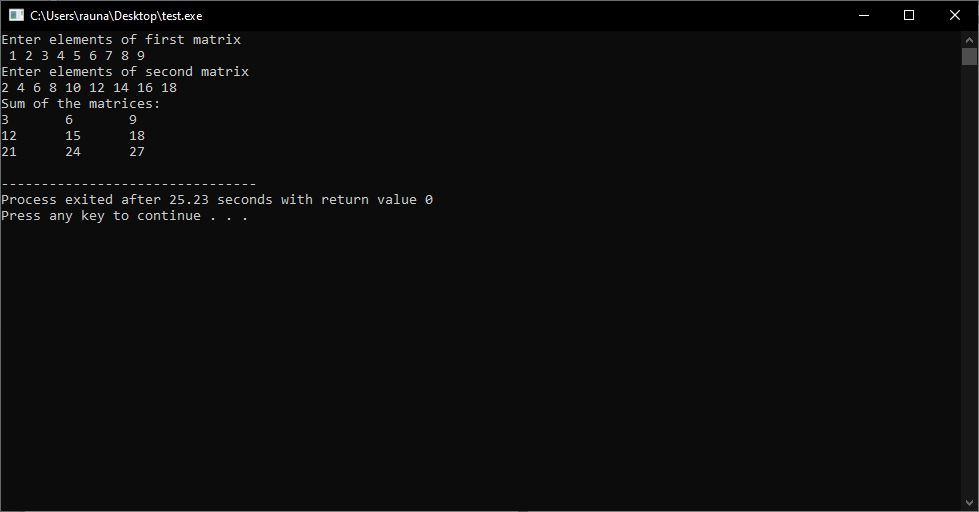 C:\Users\rauna\Desktop\test.exe
Enter elements of first matrix
 1 2 3 4 5 6 7 8 9
Enter elements of second matrix
2 4 6 8 10 12 14 16 18
Sum of the matrices:
3       6       9
12      15      18
21      24      27

--------------------------------
Process exited after 25.23 seconds with return value 0
Press any key to continue . . .